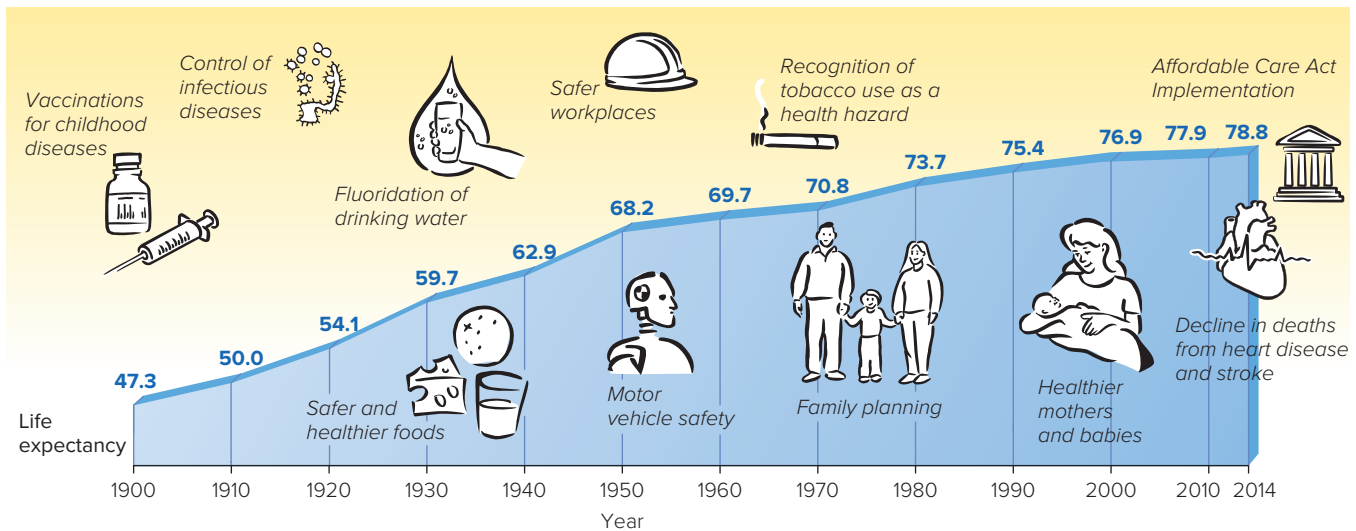 Vaccinations
for childhood
diseases
Control of
infectious
diseases
Fluoridation of
drinking water
Safer
workplaces
Recognition of
tobacco use as a
health hazard
Affordable Care Act
Implementation
47.3
50.0
54.1
59.7
62.9
68.2
69.7
70.8
73.7
75.4
76.9
77.9
78.8
Safer and
healthier foods
Motor
vehicle safety
Family planning
Healthier
mothers
and babies
Decline in deaths
from heart disease
and stroke
Life
expectancy
1900 1910 1920 1930 1940 1950 1960 1970 1980 1990 2000 2010 2014
Year